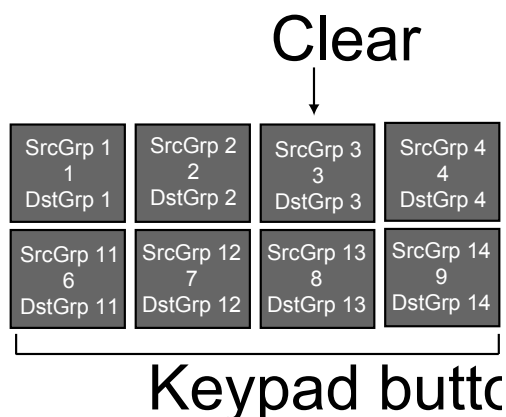 Clear
SrcGrp 1
1
DstGrp 1
SrcGrp 2
2
DstGrp 2
SrcGrp 3
3
DstGrp 3
SrcGrp 4
4
DstGrp 4
SrcGrp 11
6
DstGrp 11
SrcGrp 12
7
DstGrp 12
SrcGrp 13
8
DstGrp 13
SrcGrp 14
9
DstGrp 14
Keypad